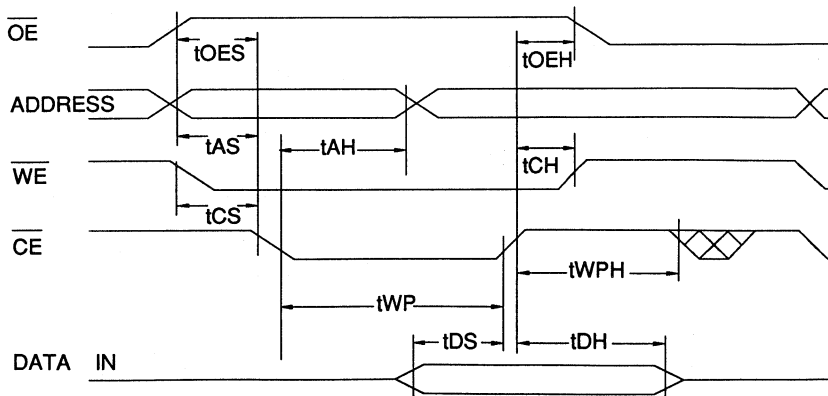 OE
tOES
tOEH
ADDRESS
tAS
tAH
tCH
WE
tCS
CE
tWPH
tWP
tDS
tDH
DATA IN